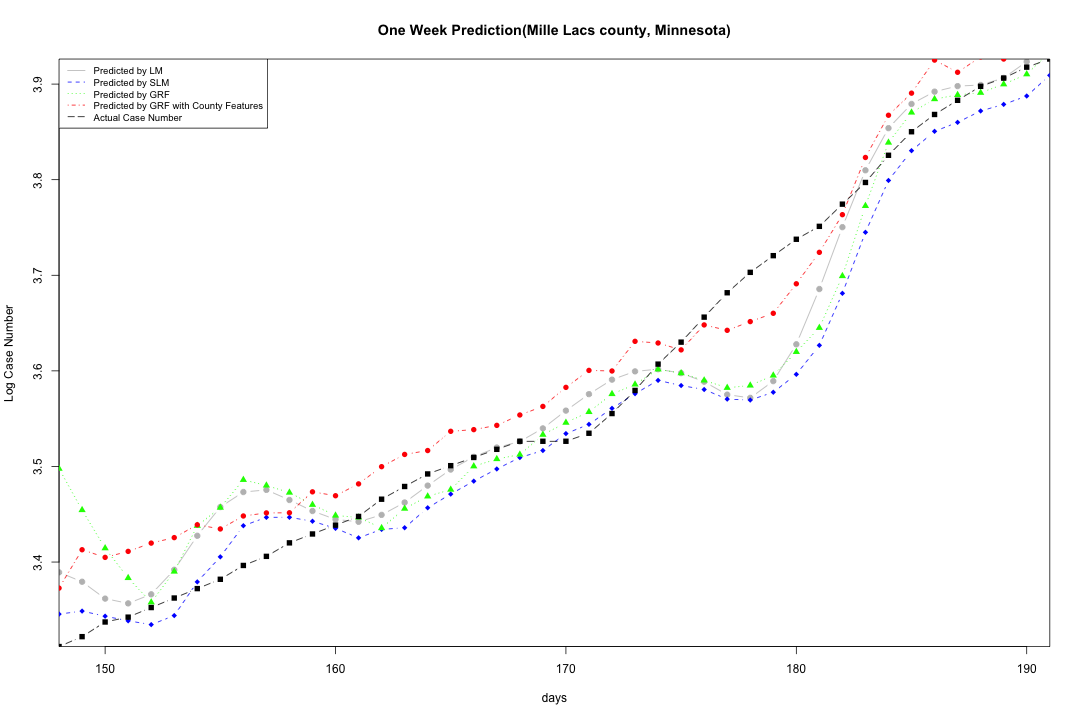 One Week Prediction(Mille Lacs county, Minnesota)
Predicted by LM
Predicted by SLM
Predicted by GRF
Predicted by GRF with County Features
Actual Case Number
Log Case Number
3.9
3.8
3.7
3.6
3.5
3.4
150 160 170 180 190
days